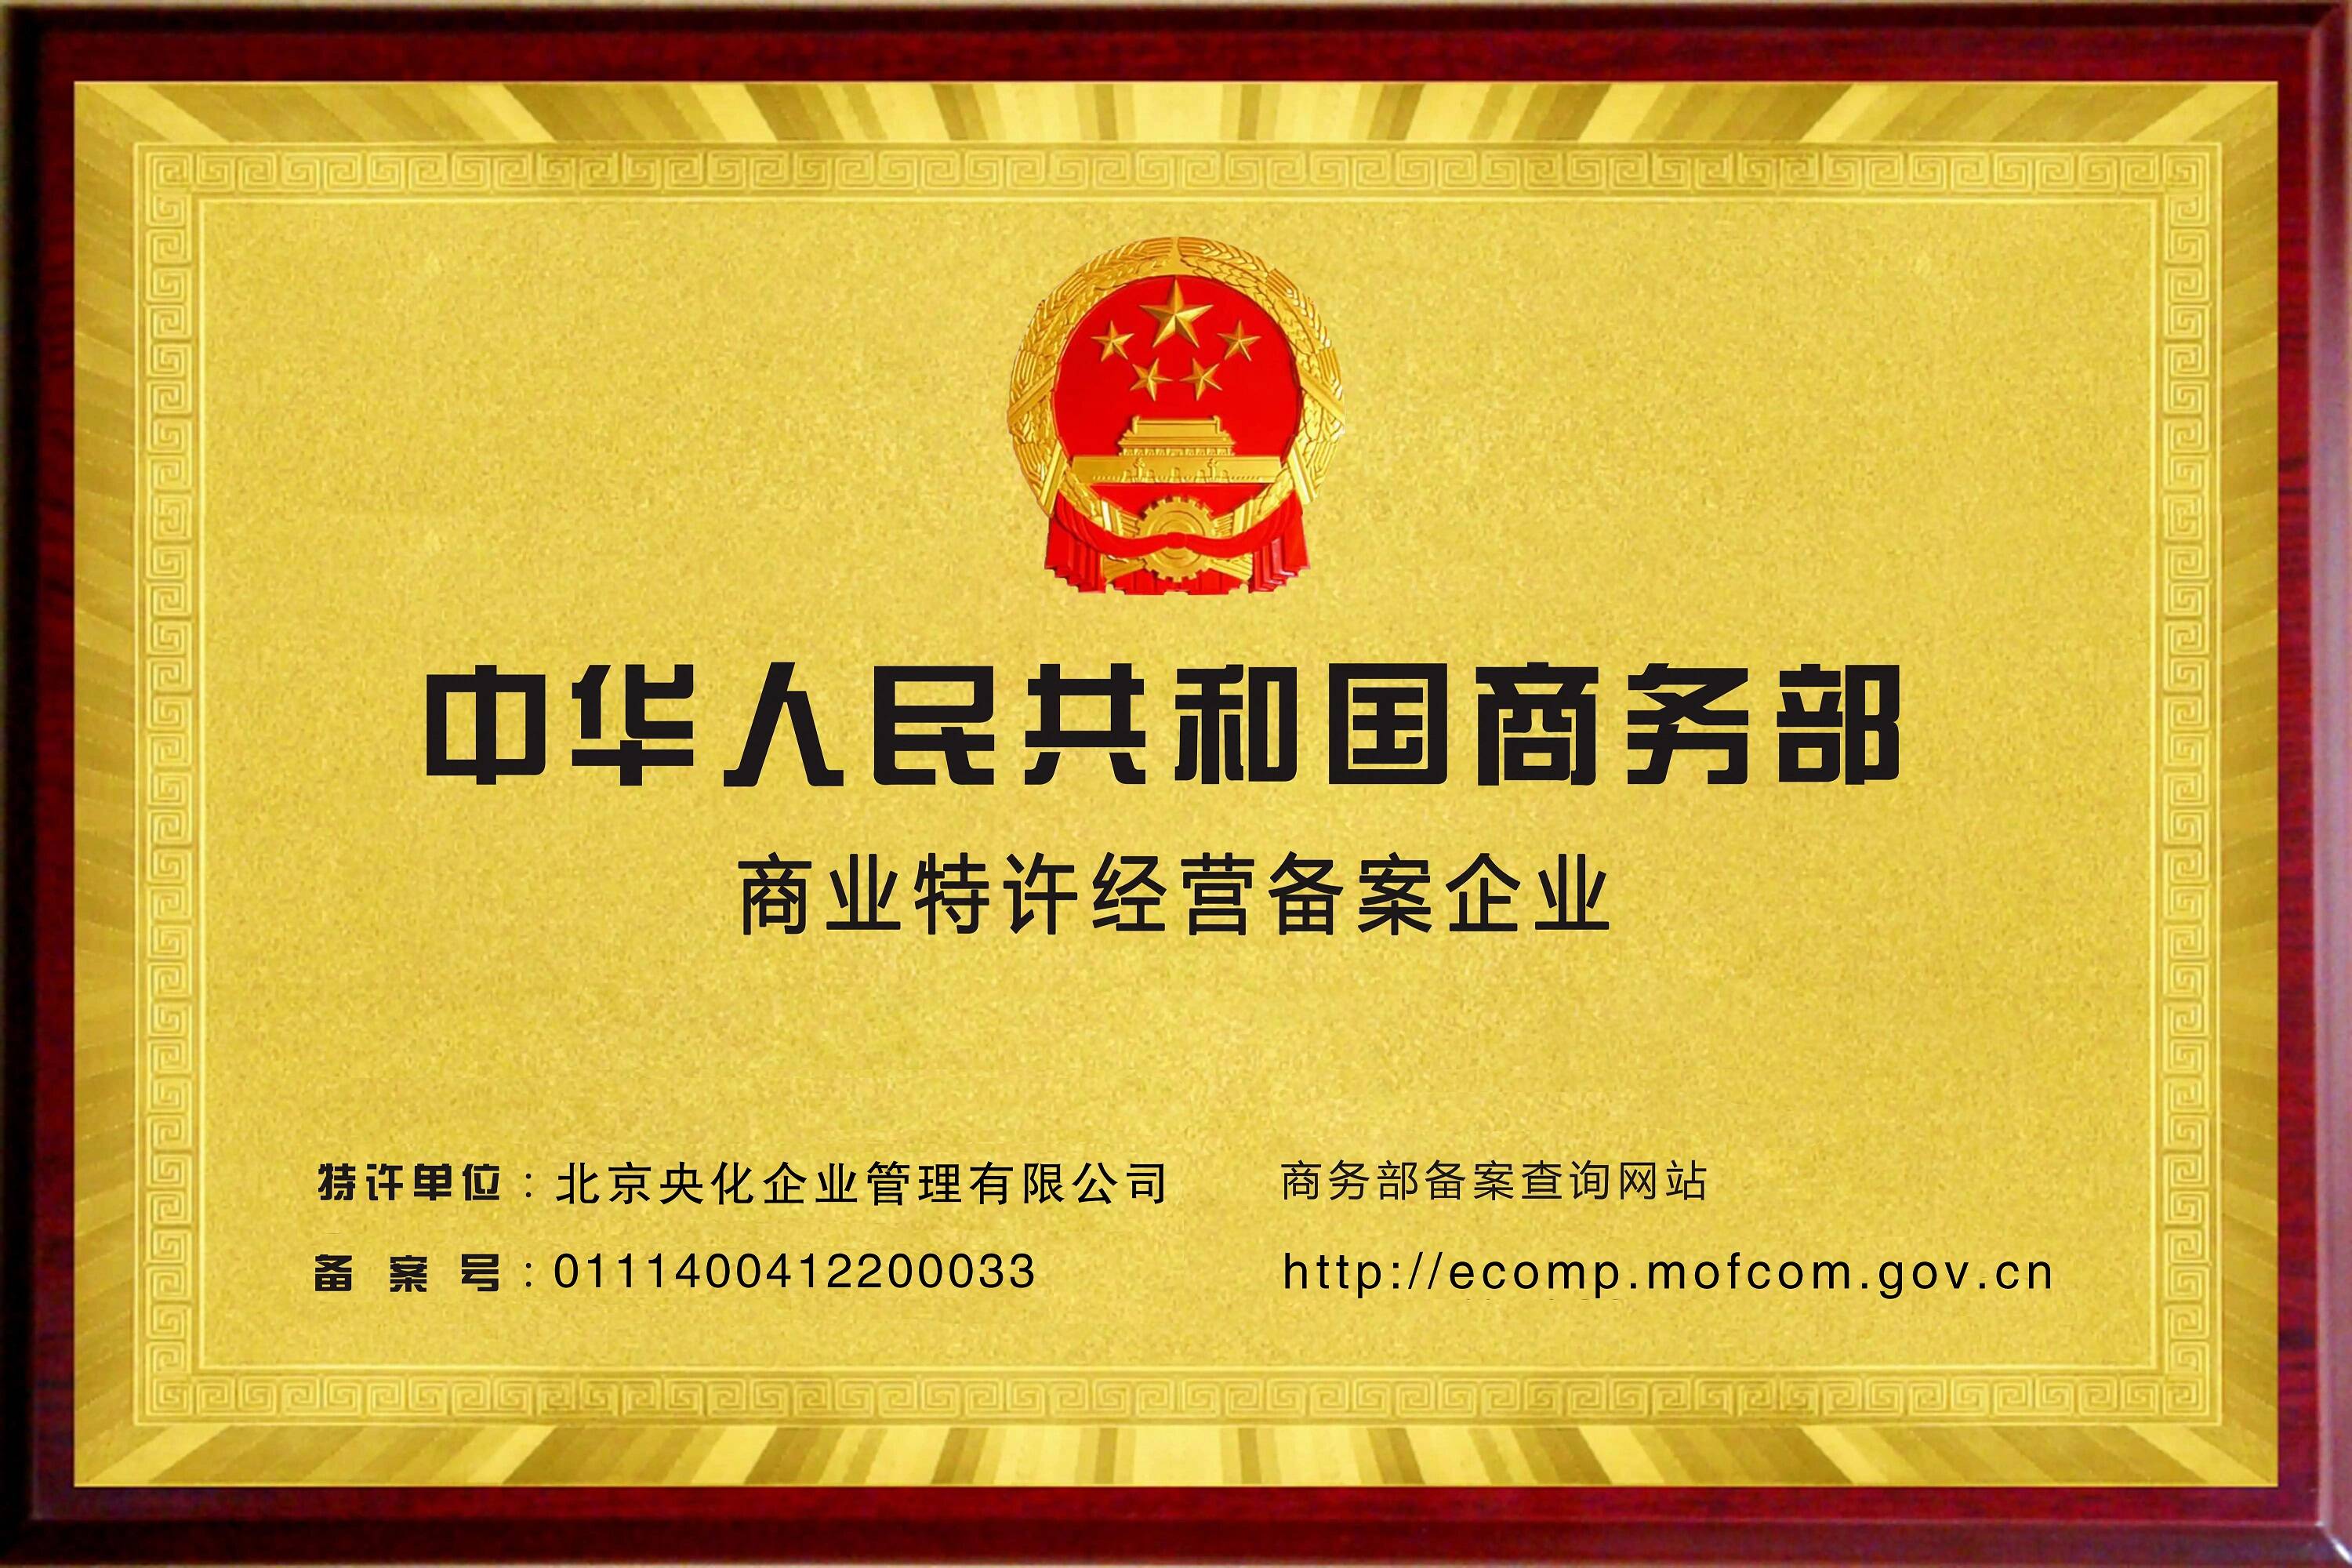 中华人民共和国商务部
商业特许经营备案企业
特许单位：北京央化企业管理有限公司
备案号：0111400412200033
商务部备案查询网站
http://ecomp.mofcom.gov.cn